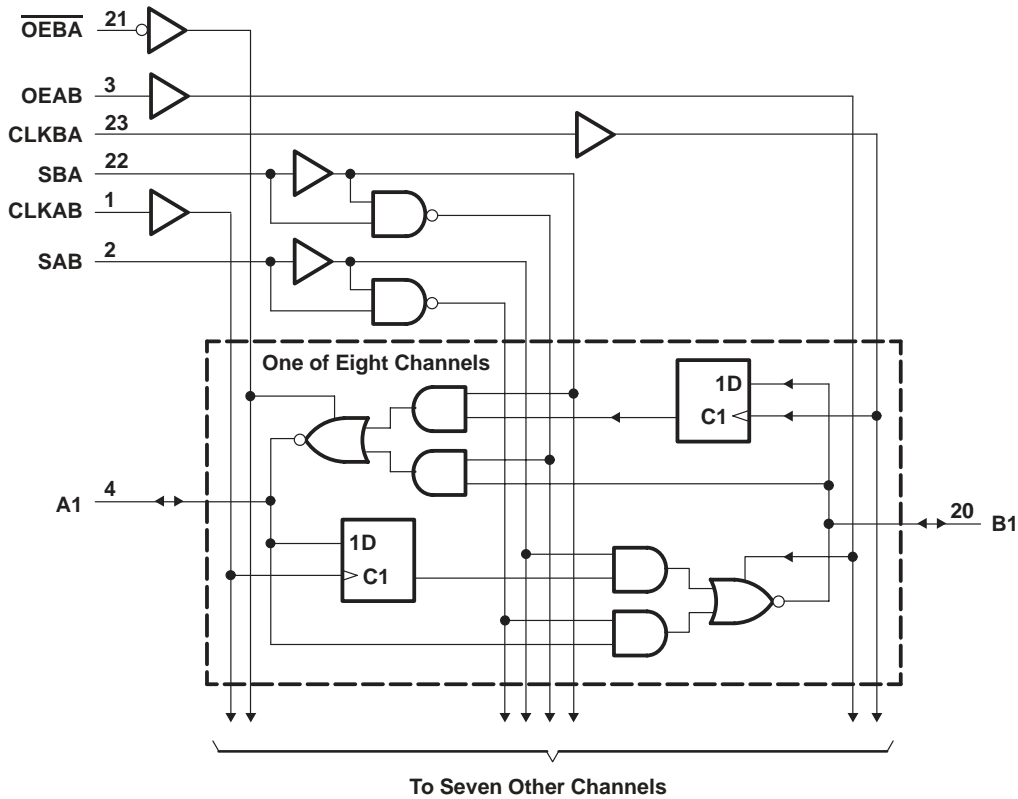 OEBA 21
OEAB 3
CLKBA 23
SBA 22
CLKAB 1
SAB 2
One of Eight Channels
1D
C1
A1 4
20 B1
1D
C1
To Seven Other Channels